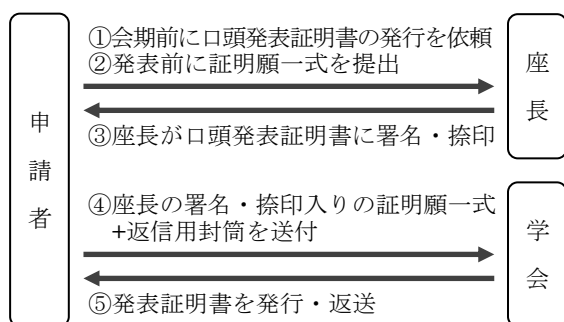 ①会期前に口頭発表証明書の発行を依頼
②発表前に証明願一式を提出
座長
③座長が口頭発表証明書に署名・捺印
申請者
④座長の署名・捺印入りの証明願一式
+返信用封筒を送付
学会
⑤発表証明書を発行・返送